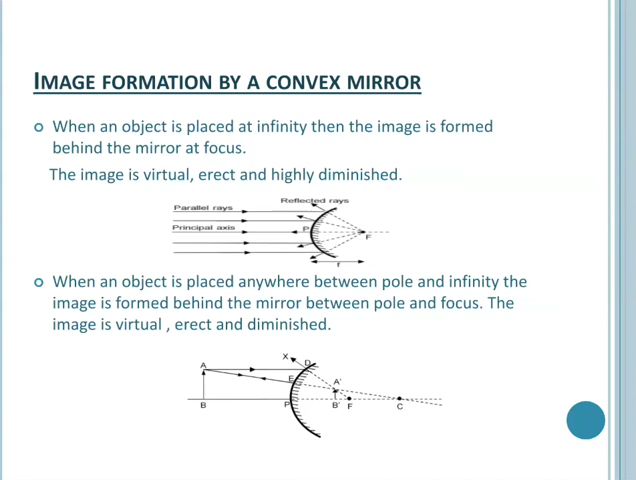 IMAGE FORMATION BY A CONVEX MIRROR
When an object is placed at infinity then the image is formed
behind the mirror at focus.
The image is virtual, erect and highly diminished.
Reflected rays
Parallel rays
Principal axis
P
F
f
When an object is placed anywhere between pole and infinity the
image is formed behind the mirror between pole and focus. The
image is virtual , erect and diminished.
X
D
A
E
A'
B
P
B'
F
C